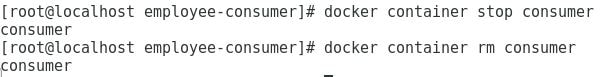 [root@localhost employee-consumer]# docker container stop consumer
consumer
[root@localhost employee-consumer]# docker container rm consumer
consumer